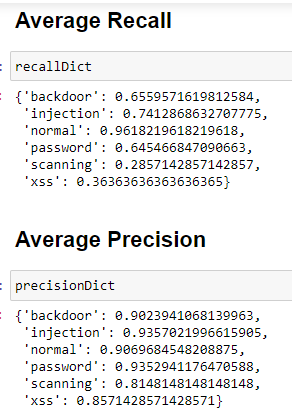 Average Recall
recallDict
{'backdoor': 0.6559571619812584,
'injection': 0.7412868632707775,
'normal': 0.9618219618219618,
'password': 0.645466847090663,
'scanning': 0.2857142857142857,
'xss': 0.36363636363636365}
Average Precision
precisionDict
{'backdoor': 0.9023941068139963,
'injection': 0.9357021996615905,
'normal': 0.9069684548208875,
'password': 0.9352941176470588,
'scanning': 0.8148148148148148,
'xss': 0.8571428571428571}